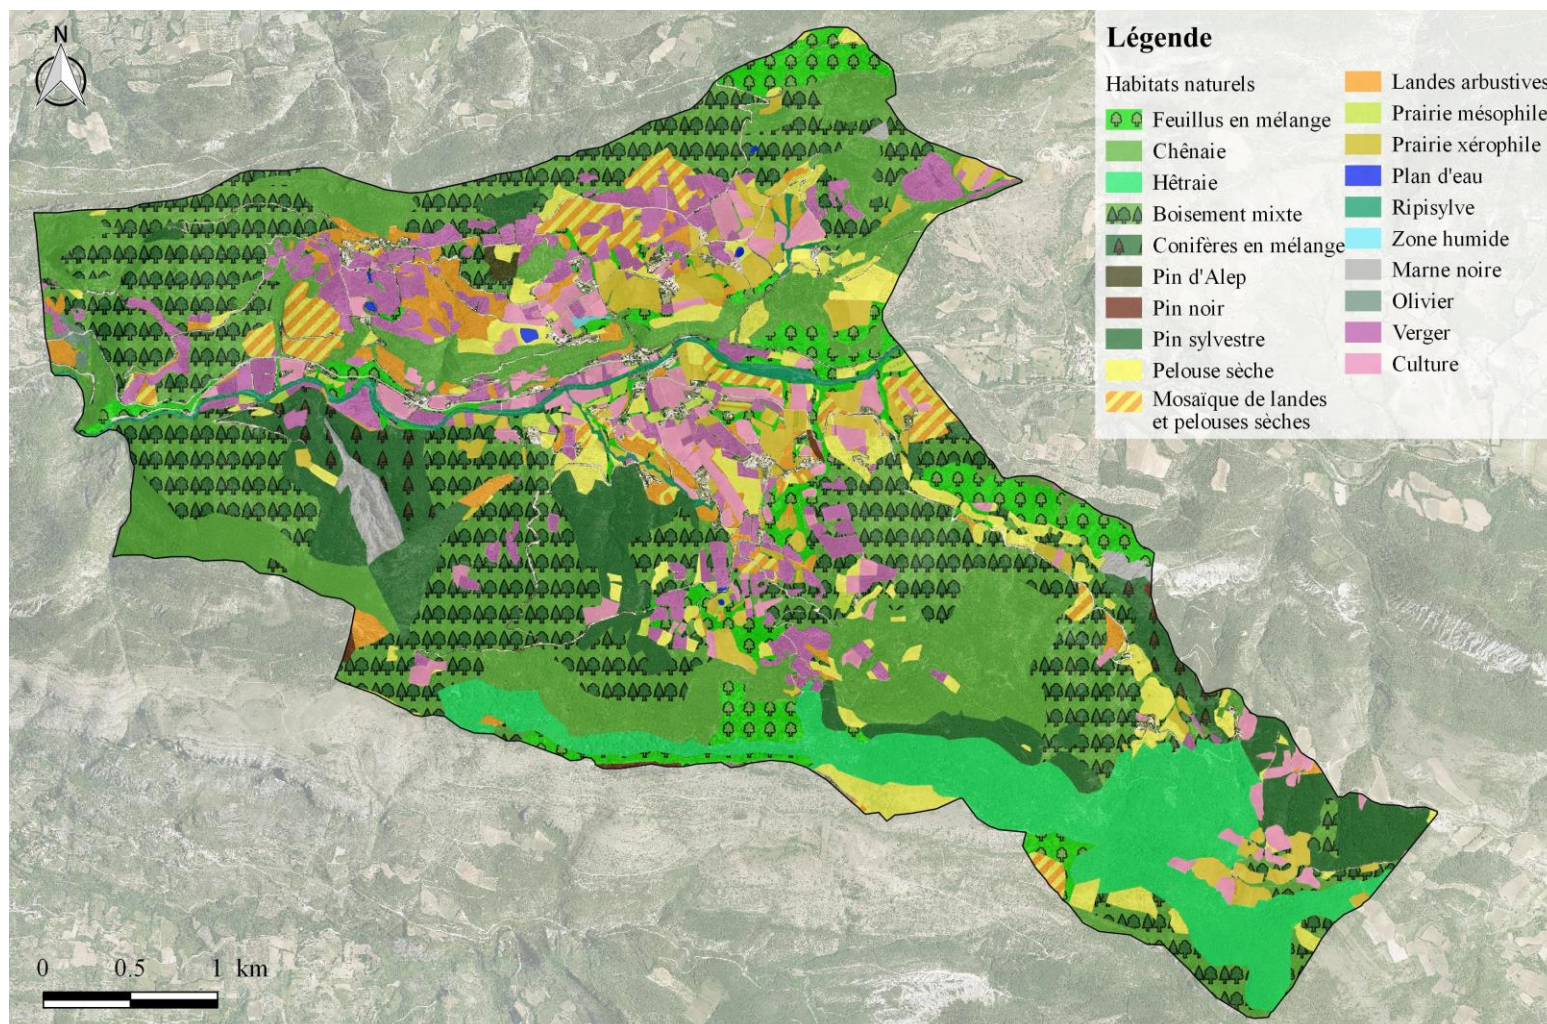 N
Légende
Habitats naturels
Feuillus en mélange
Chênaie
Hêtraie
Boisement mixte
Conifères en mélange
Pin d'Alep
Pin noir
Pin sylvestre
Pelouse sèche
Mosaïque de landes
et pelouses sèches
Landes arbustives
Prairie mésophile
Prairie xérophile
Plan d'eau
Ripisylve
Zone humide
Marne noire
Olivier
Verger
Culture
0 0.5 1 km